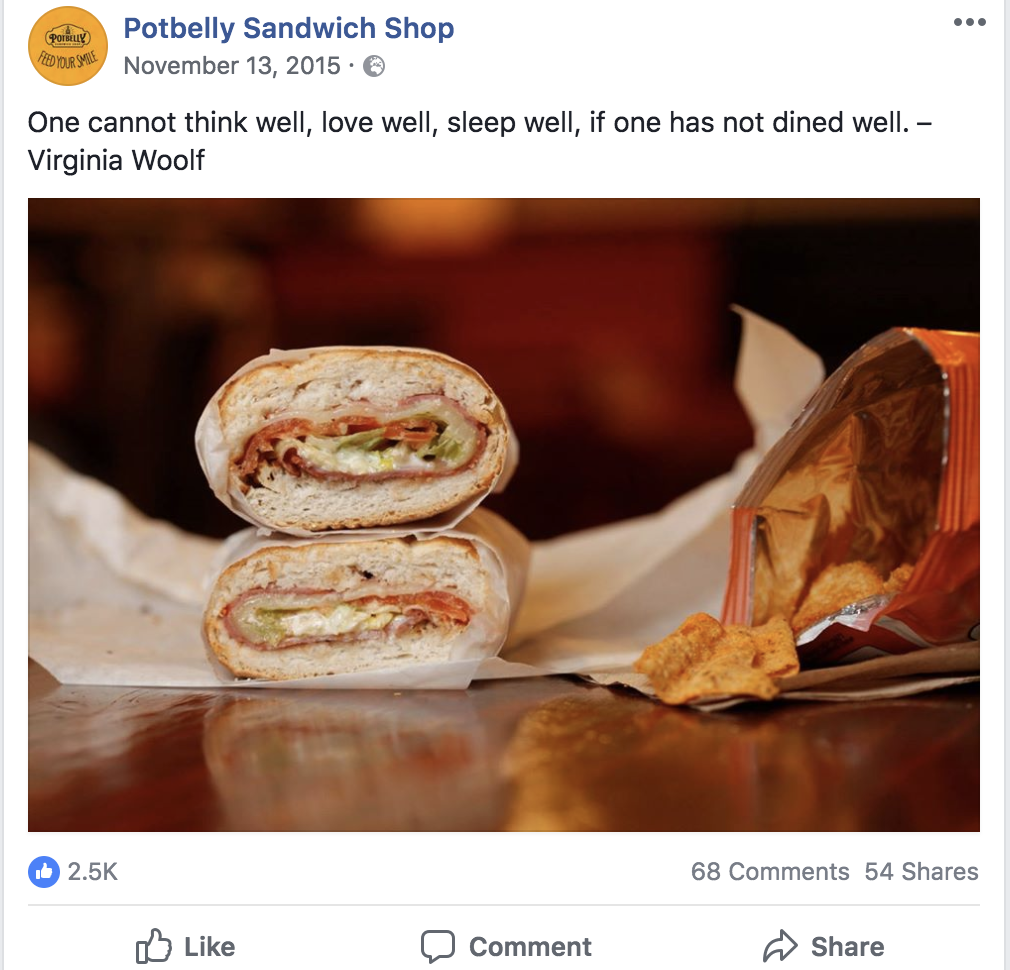 POTBELLY
FEED YOUR SMILE
Potbelly Sandwich Shop
November 13, 2015 ·
One cannot think well, love well, sleep well, if one has not dined well. –
Virginia Woolf
2.5K
68 Comments 54 Shares
Like
Comment
Share